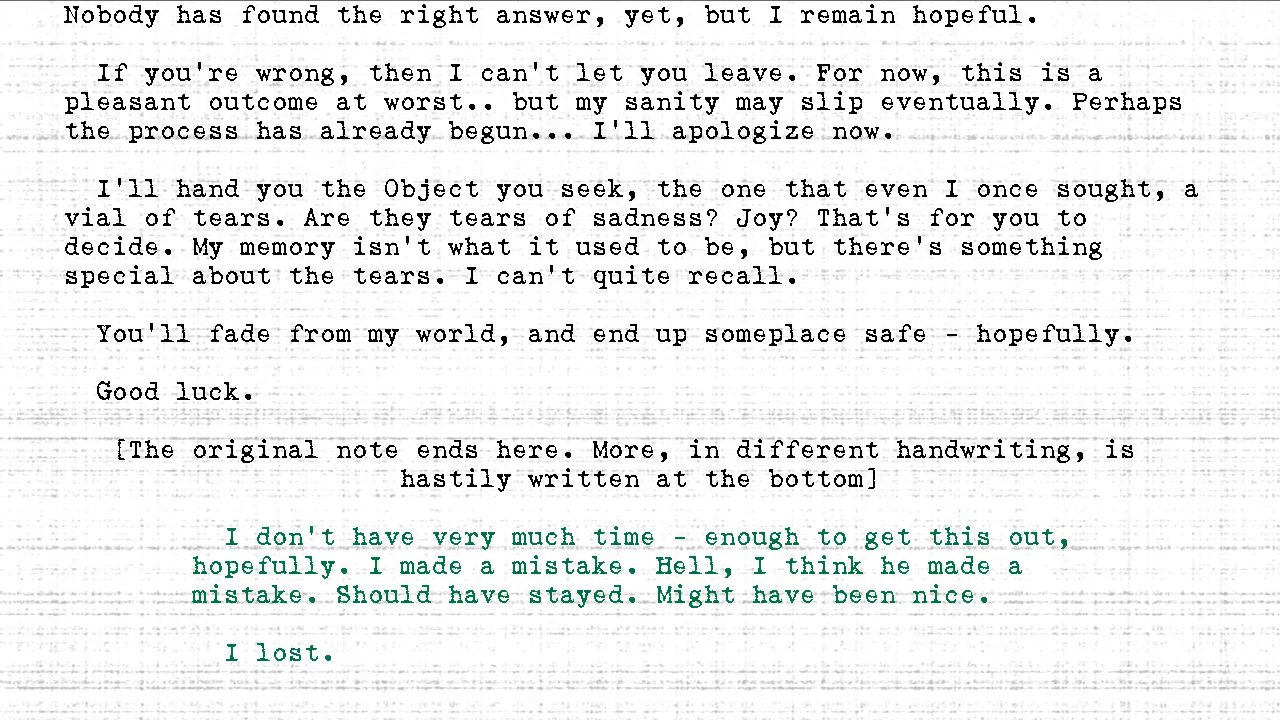 Nobody has found the right answer, yet, but I remain hopeful.
If you're wrong, then I can't let you leave. For now, this is a
pleasant outcome at worst.. but my sanity may slip eventually. Perhaps
the process has already begun... I'll apologize now.
I'll hand you the Object you seek, the one that even I once sought, a
vial of tears. Are they tears of sadness? Joy? That's for you to
decide. My memory isn't what it used to be, but there's something
special about the tears. I can't quite recall.
You'll fade from my world, and end up someplace safe - hopefully.
Good luck.
[The original note ends here. More, in different handwriting, is
hastily written at the bottom]
I don't have very much time - enough to get this out,
hopefully. I made a mistake. Hell, I think he made a
mistake. Should have stayed. Might have been nice.
I lost.